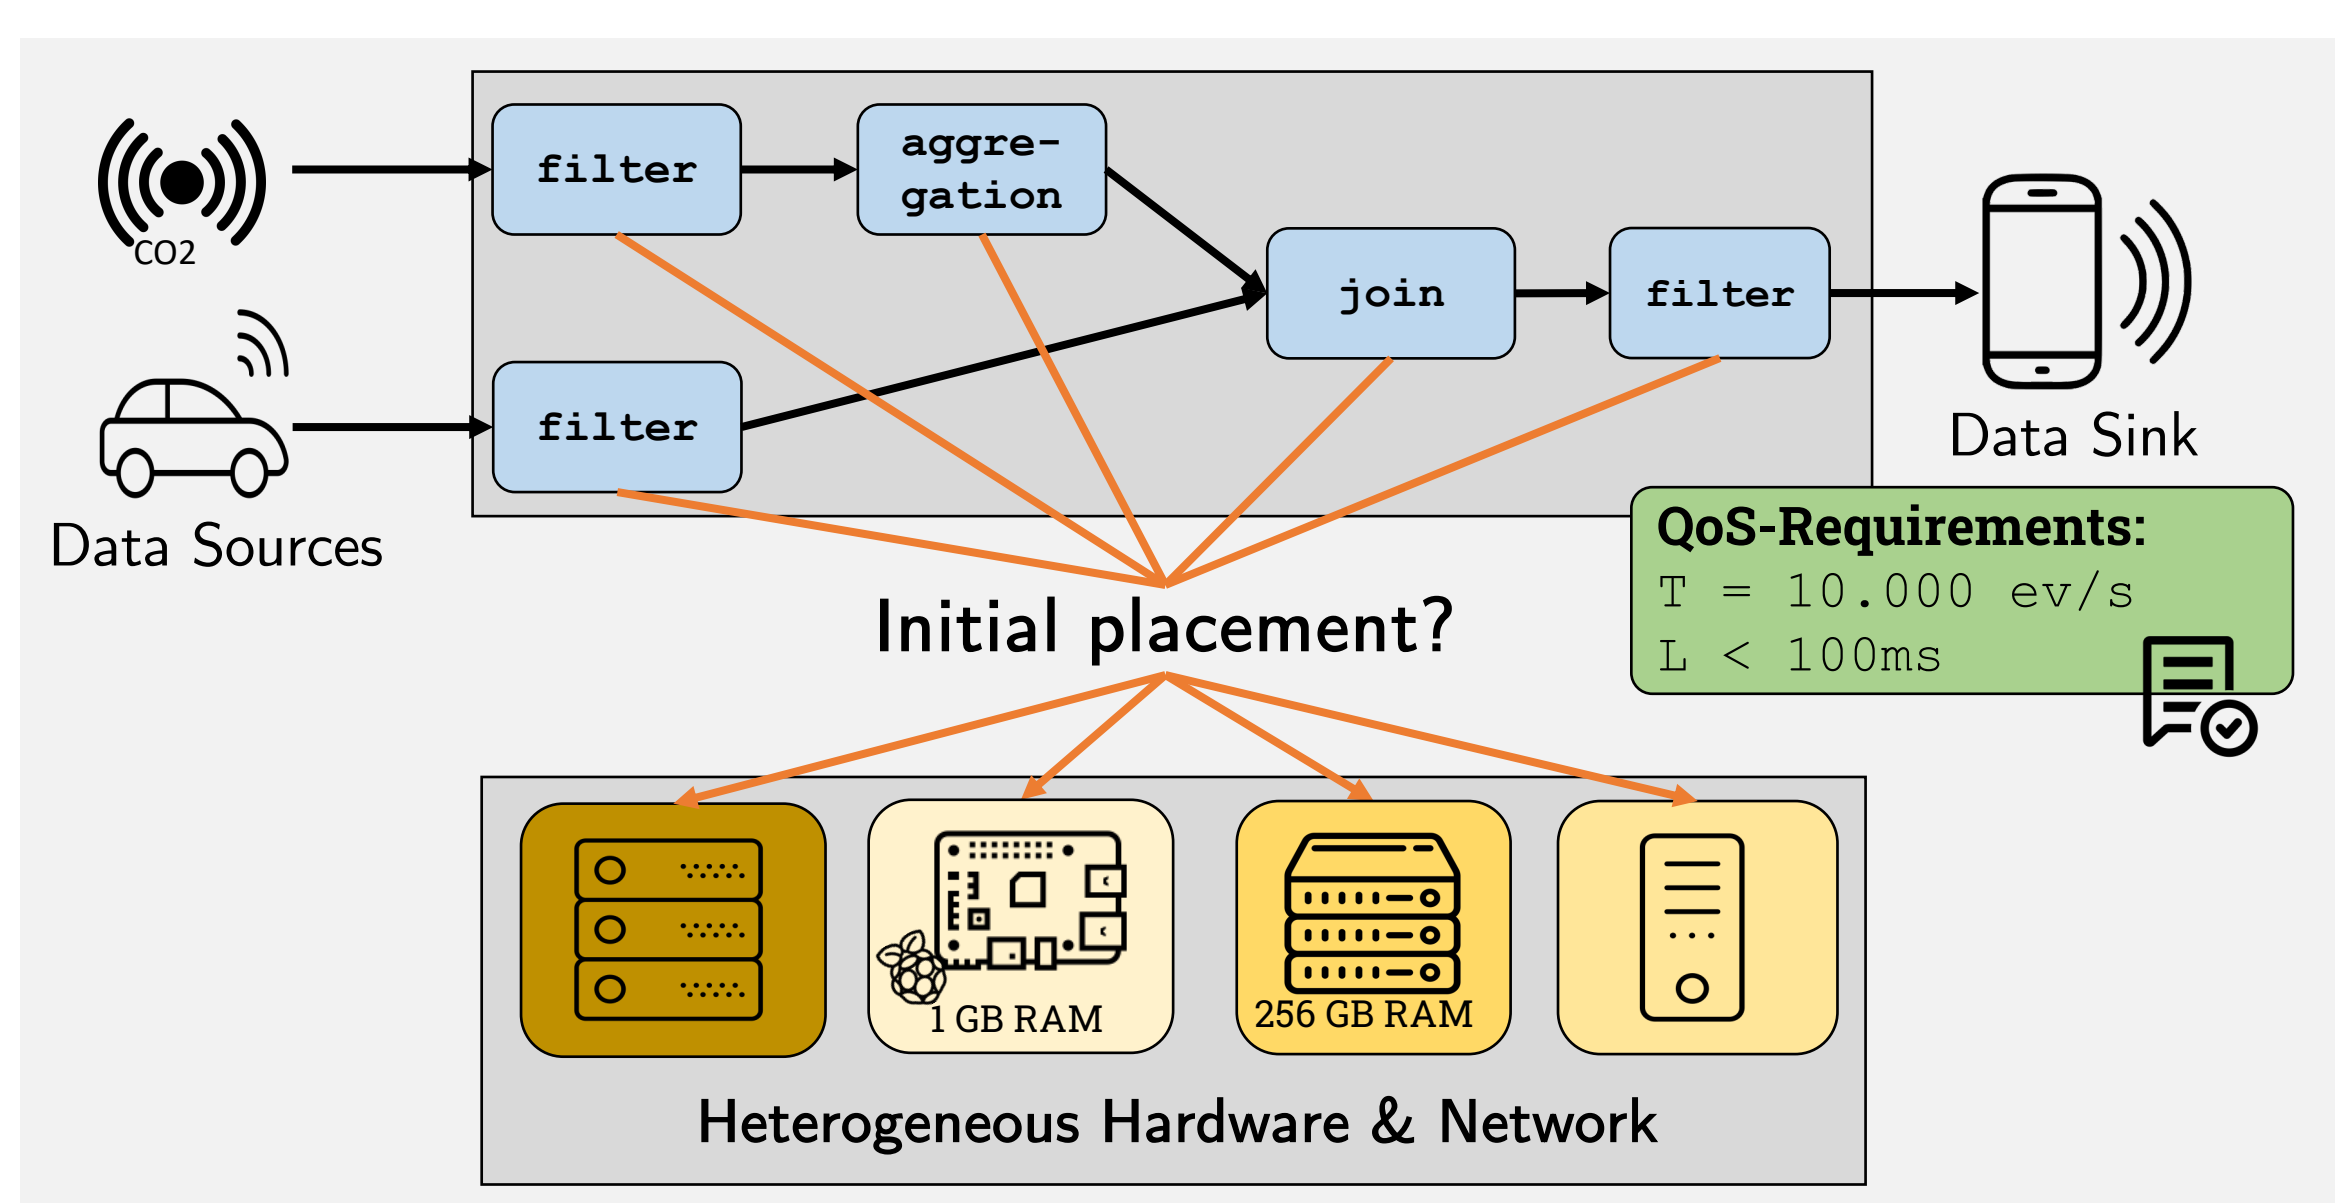 filter
aggre-
gation
CO2
join
filter
filter
Data Sources
Data Sink
QoS-Requirements:
T = 10.000 ev/s
L < 100ms
Initial placement?
1 GB RAM
256 GB RAM
Heterogeneous Hardware & Network